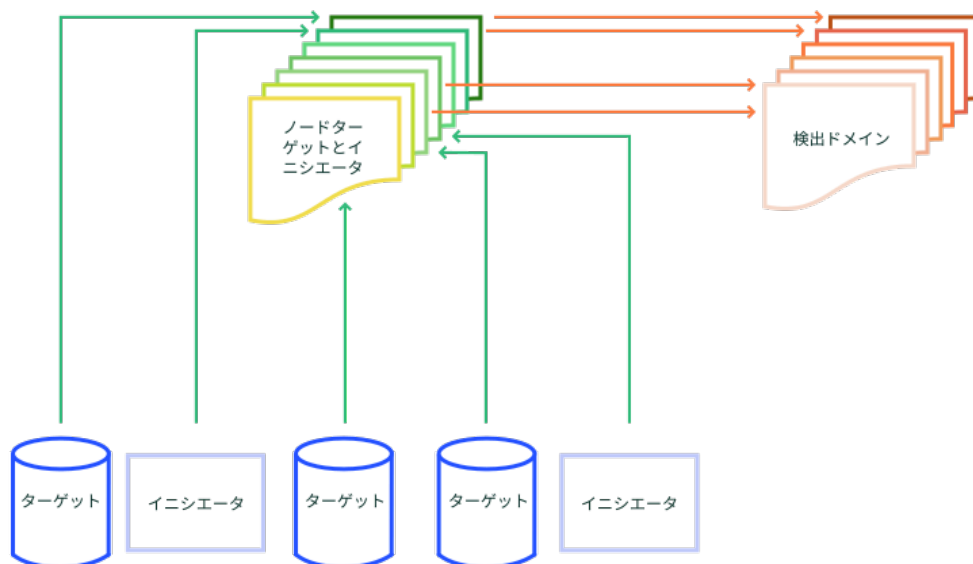 ノードター
ゲットとイ
ニシエータ
検出ドメイン
ターゲット
イニシエータ
ターゲット
ターゲット
イニシエータ